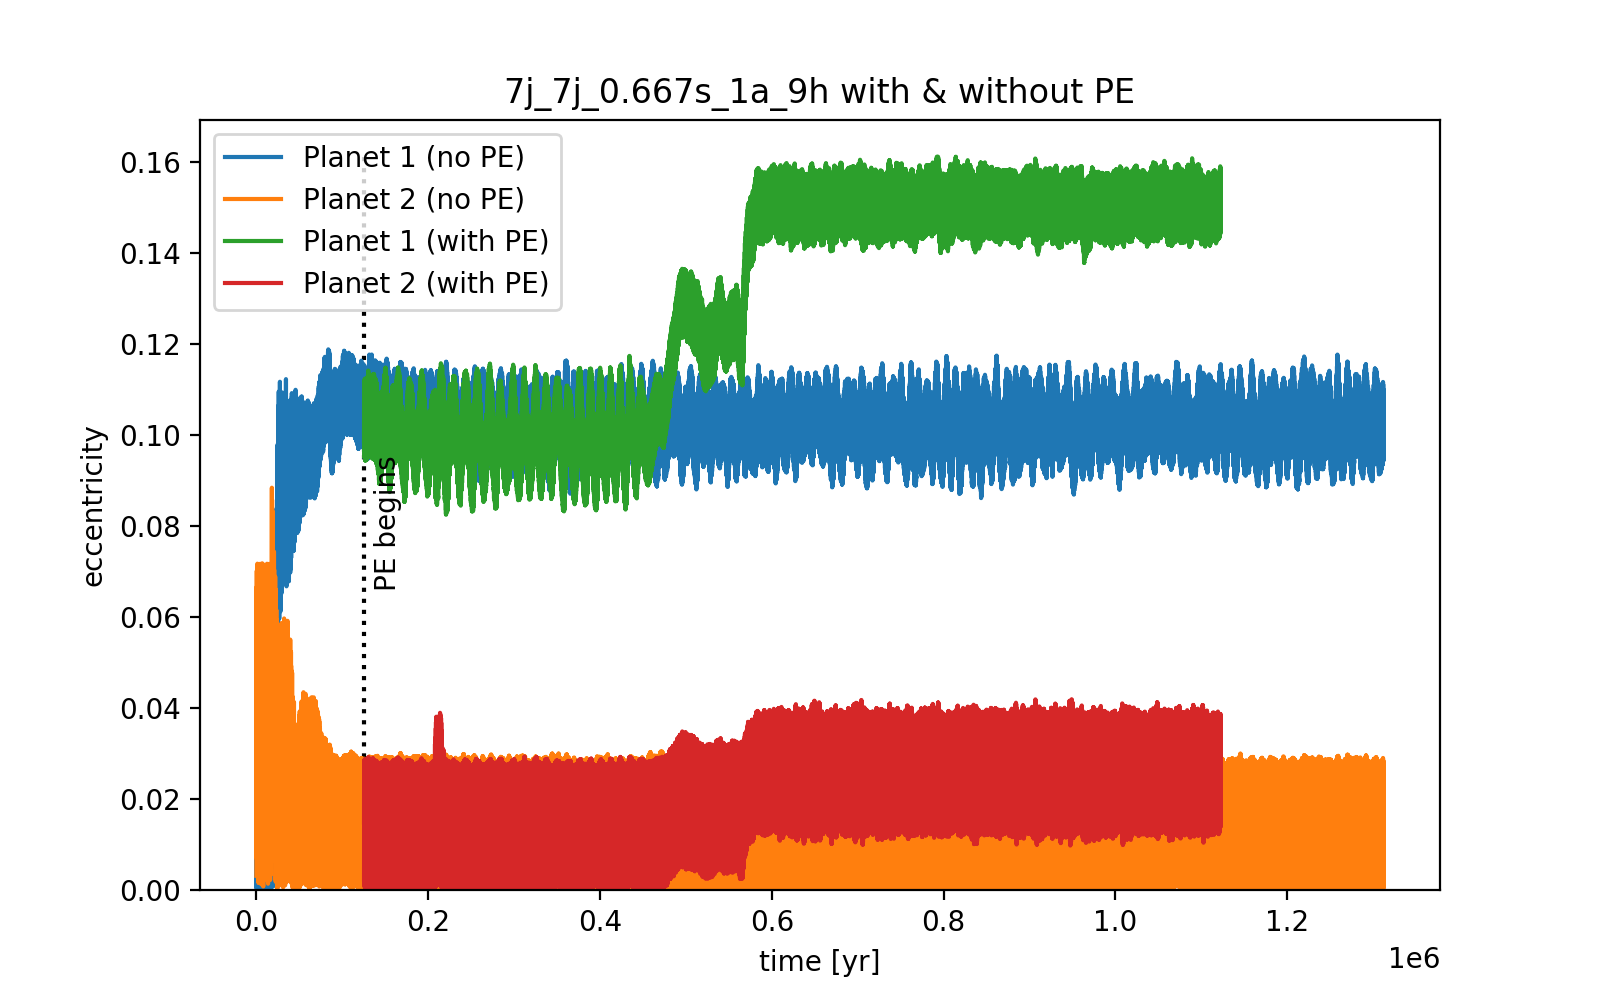 7j_7j_0.667s_1a_9h with & without PE
Planet 1 (no PE)
Planet 2 (no PE)
Planet 1 (with PE)
Planet 2 (with PE)
0.16
0.14
0.12
0.10
0.08
0.06
0.04
0.02
0.00
eccentricity
PE begins
0.0 0.2 0.4 0.6 0.8 1.0 1.2
time [yr]
1e6